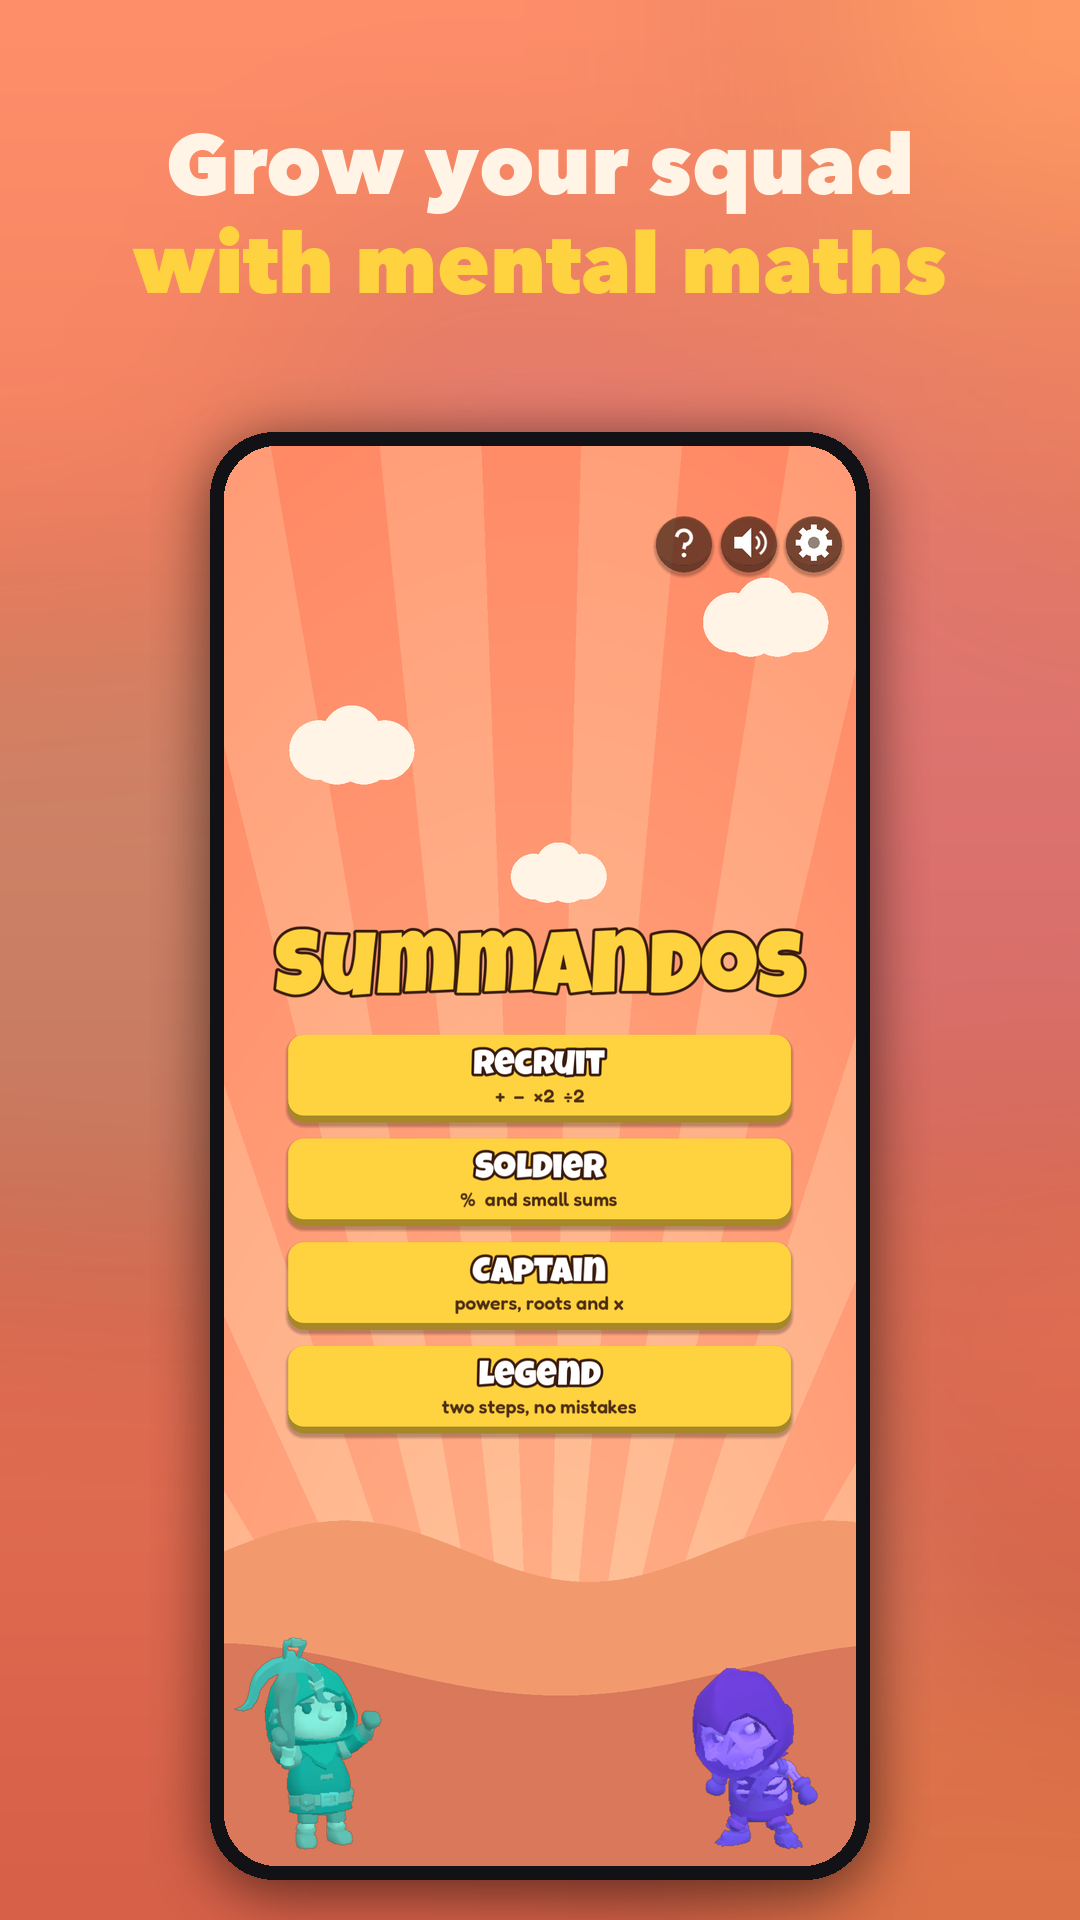 Grow your squad
with mental maths
?
SUMMANDOS
RECRUIT
+ − ×2 ÷2
SOLDIER
% and small sums
CAPTAIN
powers, roots and x
LEGEND
two steps, no mistakes